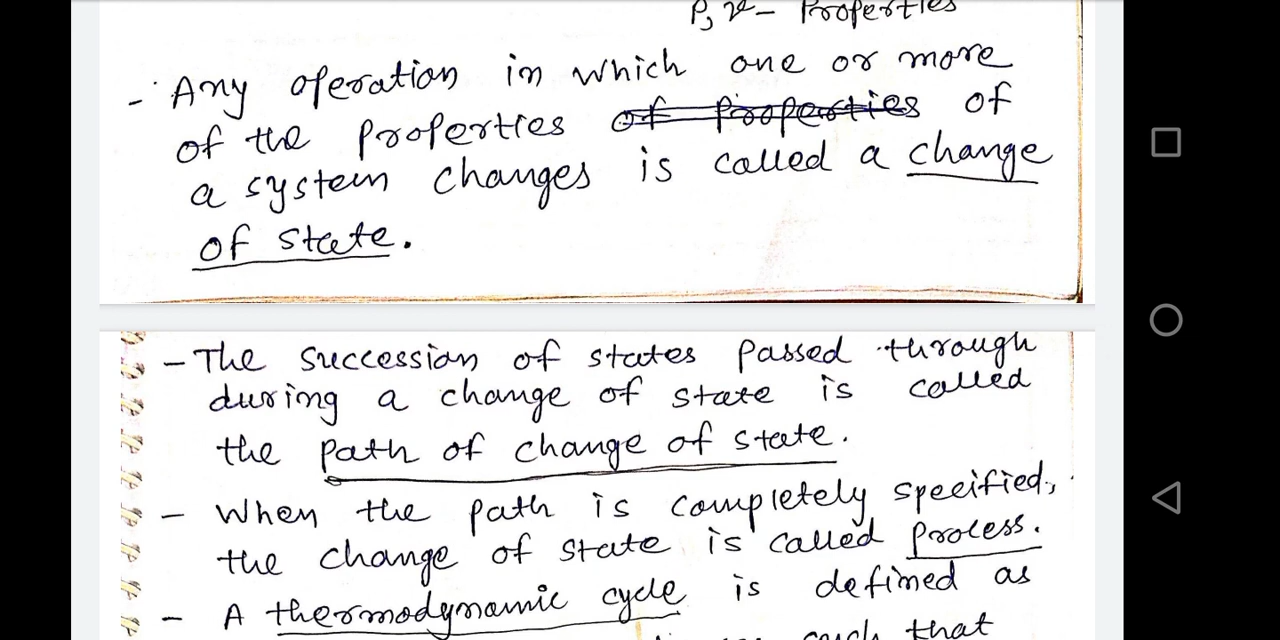 P, v - Properties
- Any operation in which one or more
of the properties of properties of
a system changes is called a change
of state.
- The succession of states passed through
during a change of state is called
the path of change of state.
- When the path is completely specified,
the change of state is called process.
- A thermodynamic cycle is defined as
such that